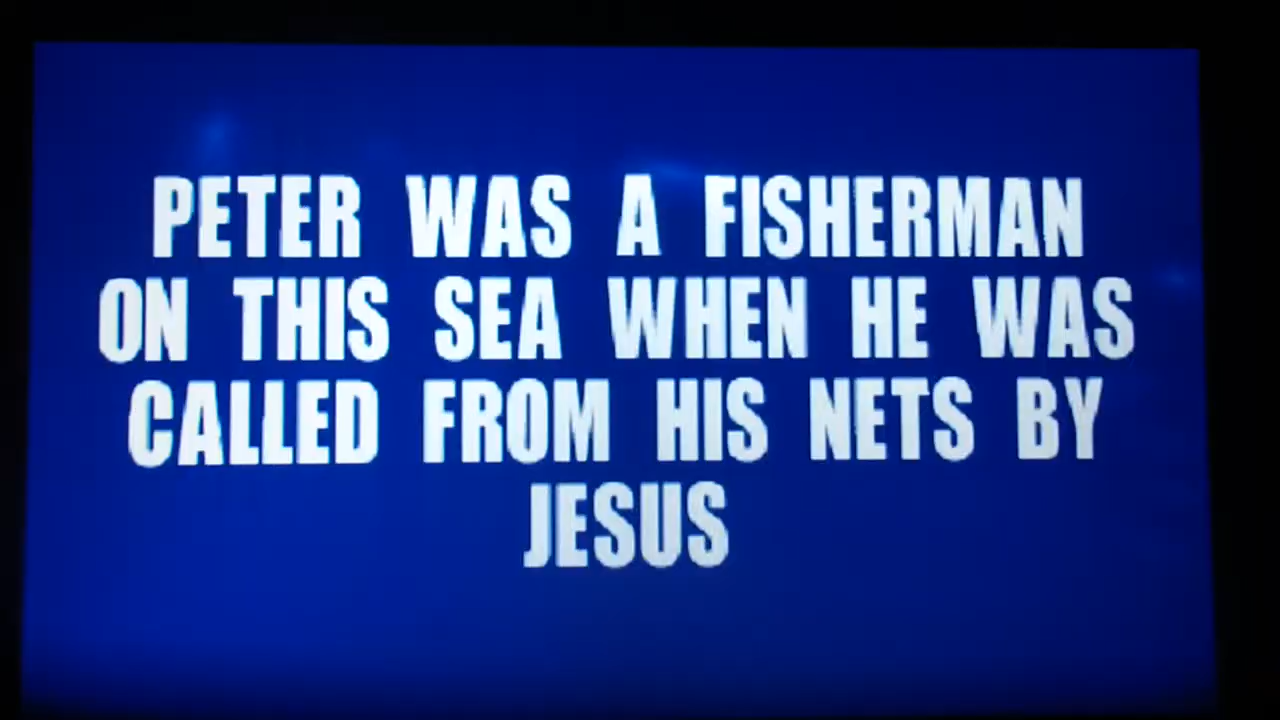 PETER WAS A FISHERMAN
ON THIS SEA WHEN HE WAS
CALLED FROM HIS NETS BY
JESUS